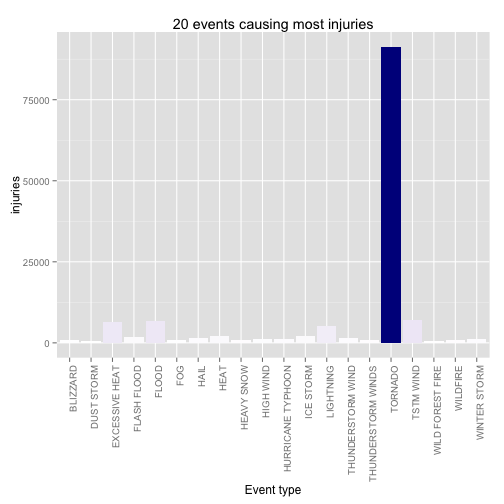 20 events causing most injuries
injuries
75000
50000
25000
0
BLIZZARD
DUST STORM
EXCESSIVE HEAT
FLASH FLOOD
FLOOD
FOG
HAIL
HEAT
HEAVY SNOW
HIGH WIND
HURRICANE TYPHOON
ICE STORM
LIGHTNING
THUNDERSTORM WIND
THUNDERSTORM WINDS
TORNADO
TSTM WIND
WILD FOREST FIRE
WILDFIRE
WINTER STORM
Event type